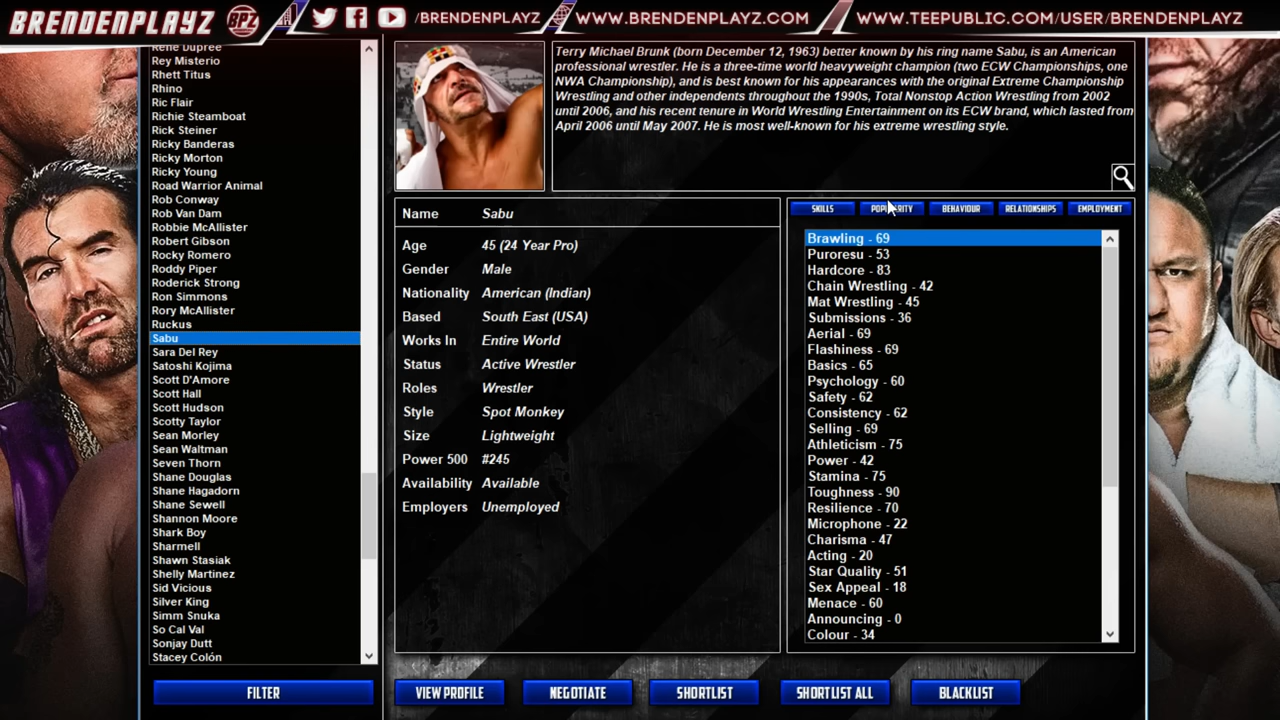 BRENDENPLAYZ BPZ /BRENDENPLAYZ WWW.BRENDENPLAYZ.COM WWW.TEEPUBLIC.COM/USER/BRENDENPLAYZ
Rene Dupree
Rey Misterio
Rhett Titus
Rhino
Ric Flair
Richie Steamboat
Rick Steiner
Ricky Banderas
Ricky Morton
Ricky Young
Road Warrior Animal
Rob Conway
Rob Van Dam
Robbie McAllister
Robert Gibson
Rocky Romero
Roddy Piper
Roderick Strong
Ron Simmons
Rory McAllister
Ruckus
Sabu
Sara Del Rey
Satoshi Kojima
Scott D'Amore
Scott Hall
Scott Hudson
Scotty Taylor
Sean Morley
Sean Waltman
Seven Thorn
Shane Douglas
Shane Hagadorn
Shane Sewell
Shannon Moore
Shark Boy
Sharmell
Shawn Stasiak
Shelly Martinez
Sid Vicious
Silver King
Simm Snuka
So Cal Val
Sonjay Dutt
Stacey Colón
FILTER
Terry Michael Brunk (born December 12, 1963) better known by his ring name Sabu, is an American
professional wrestler. He is a three-time world heavyweight champion (two ECW Championships, one
NWA Championship), and is best known for his appearances with the original Extreme Championship
Wrestling and other independents throughout the 1990s, Total Nonstop Action Wrestling from 2002
until 2006, and his recent tenure in World Wrestling Entertainment on its ECW brand, which lasted from
April 2006 until May 2007. He is most well-known for his extreme wrestling style.
Name Sabu
Age 45 (24 Year Pro)
Gender Male
Nationality American (Indian)
Based South East (USA)
Works In Entire World
Status Active Wrestler
Roles Wrestler
Style Spot Monkey
Size Lightweight
Power 500 #245
Availability Available
Employers Unemployed
SKILLS POPULARITY BEHAVIOUR RELATIONSHIPS EMPLOYMENT
Brawling - 69
Puroresu - 53
Hardcore - 83
Chain Wrestling - 42
Mat Wrestling - 45
Submissions - 36
Aerial - 69
Flashiness - 69
Basics - 65
Psychology - 60
Safety - 62
Consistency - 62
Selling - 69
Athleticism - 75
Power - 42
Stamina - 75
Toughness - 90
Resilience - 70
Microphone - 22
Charisma - 47
Acting - 20
Star Quality - 51
Sex Appeal - 18
Menace - 60
Announcing - 0
Colour - 34
VIEW PROFILE NEGOTIATE SHORTLIST SHORTLIST ALL BLACKLIST